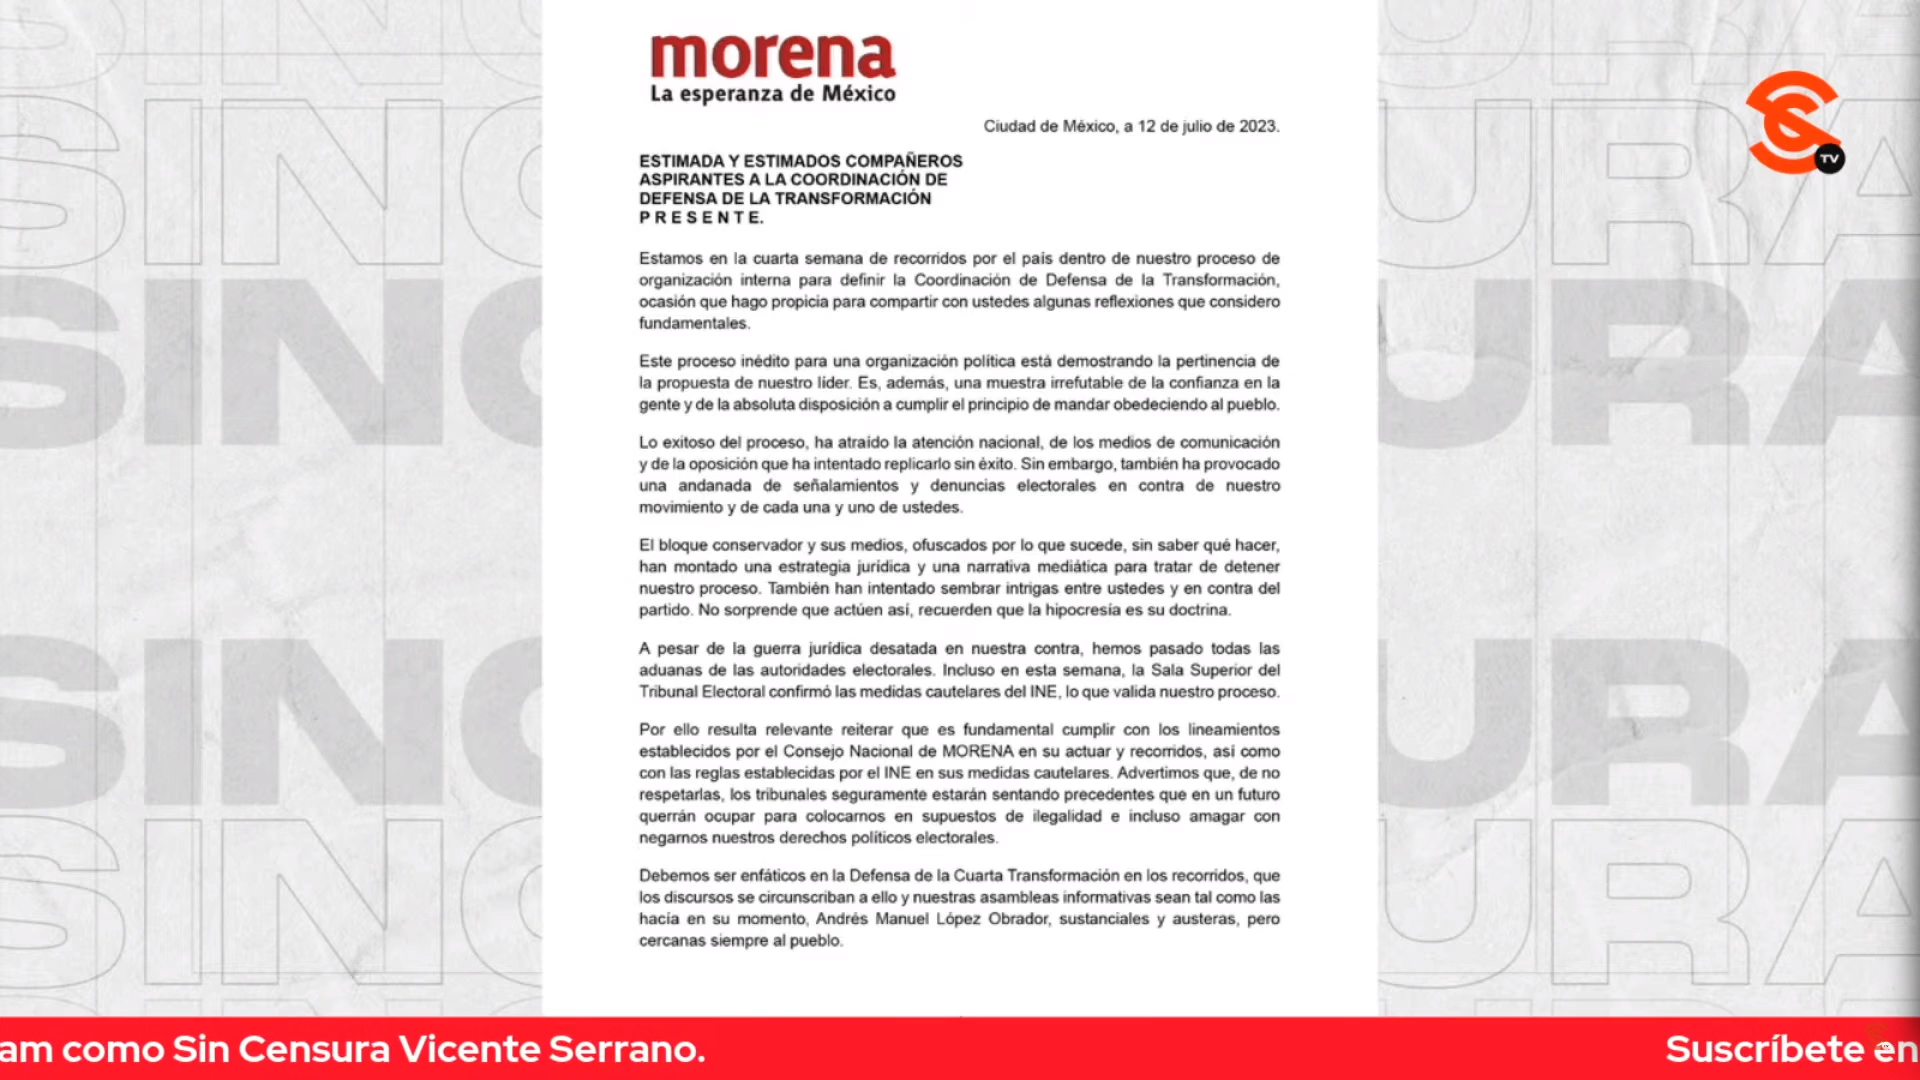 morena
La esperanza de México
Ciudad de México, a 12 de julio de 2023.
TV
ESTIMADA Y ESTIMADOS COMPAÑEROS
ASPIRANTES A LA COORDINACIÓN DE
DEFENSA DE LA TRANSFORMACIÓN
P R E S E N T E.
Estamos en la cuarta semana de recorridos por el país dentro de nuestro proceso de
organización interna para definir la Coordinación de Defensa de la Transformación,
ocasión que hago propicia para compartir con ustedes algunas reflexiones que considero
fundamentales.
Este proceso inédito para una organización política está demostrando la pertinencia de
la propuesta de nuestro líder. Es, además, una muestra irrefutable de la confianza en la
gente y de la absoluta disposición a cumplir el principio de mandar obedeciendo al pueblo.
Lo exitoso del proceso, ha atraído la atención nacional, de los medios de comunicación
y de la oposición que ha intentado replicarlo sin éxito. Sin embargo, también ha provocado
una andanada de señalamientos y denuncias electorales en contra de nuestro
movimiento y de cada una y uno de ustedes.
El bloque conservador y sus medios, ofuscados por lo que sucede, sin saber qué hacer,
han montado una estrategia jurídica y una narrativa mediática para tratar de detener
nuestro proceso. También han intentado sembrar intrigas entre ustedes y en contra del
partido. No sorprende que actúen así, recuerden que la hipocresía es su doctrina.
A pesar de la guerra jurídica desatada en nuestra contra, hemos pasado todas las
aduanas de las autoridades electorales. Incluso en esta semana, la Sala Superior del
Tribunal Electoral confirmó las medidas cautelares del INE, lo que valida nuestro proceso.
Por ello resulta relevante reiterar que es fundamental cumplir con los lineamientos
establecidos por el Consejo Nacional de MORENA en su actuar y recorridos, así como
con las reglas establecidas por el INE en sus medidas cautelares. Advertimos que, de no
respetarlas, los tribunales seguramente estarán sentando precedentes que en un futuro
querrán ocupar para colocarnos en supuestos de ilegalidad e incluso amagar con
negarnos nuestros derechos políticos electorales.
Debemos ser enfáticos en la Defensa de la Cuarta Transformación en los recorridos, que
los discursos se circunscriban a ello y nuestras asambleas informativas sean tal como las
hacía en su momento, Andrés Manuel López Obrador, sustanciales y austeras, pero
cercanas siempre al pueblo.
SINC URA
SINC URA
SINC URA
SINC URA
am como Sin Censura Vicente Serrano. Suscríbete en